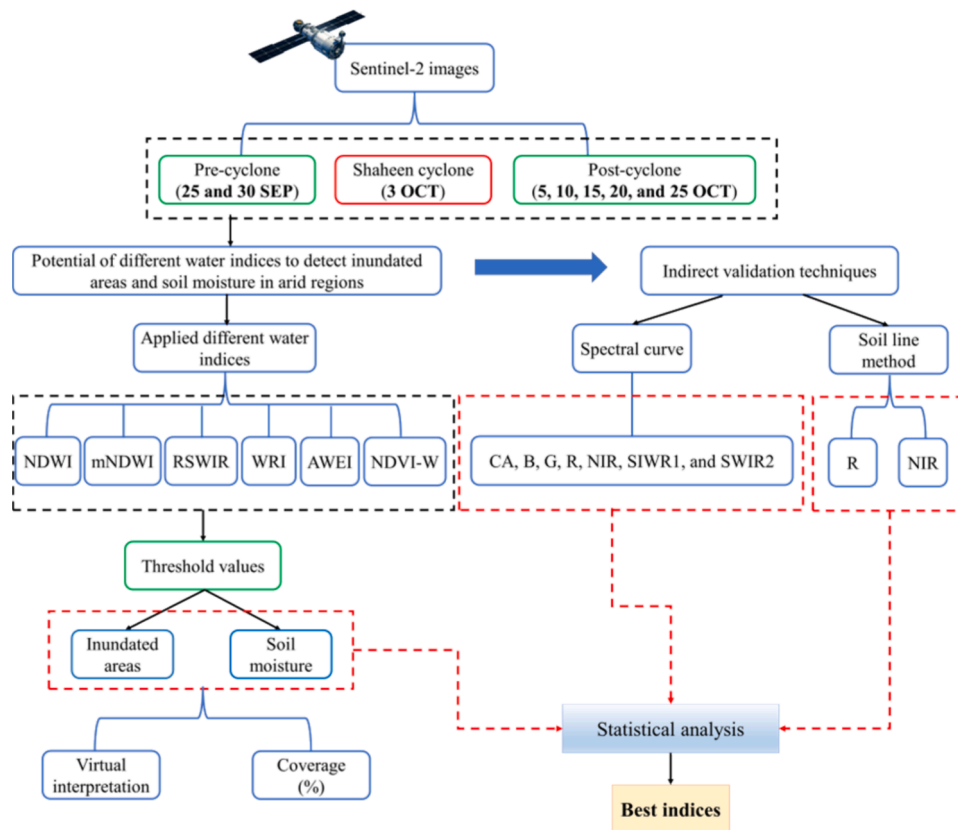 Sentinel-2 images
Pre-cyclone
(25 and 30 SEP)
Shaheen cyclone
(3 OCT)
Post-cyclone
(5, 10, 15, 20, and 25 OCT)
Potential of different water indices to detect inundated
areas and soil moisture in arid regions
Indirect validation techniques
Applied different water
indices
Spectral curve
Soil line
method
NDWI
mNDWI
RSWIR
WRI
AWEI
NDVI-W
CA, B, G, R, NIR, SIWR1, and SWIR2
R
NIR
Threshold values
Inundated
areas
Soil
moisture
Statistical analysis
Virtual
interpretation
Coverage
(%)
Best indices